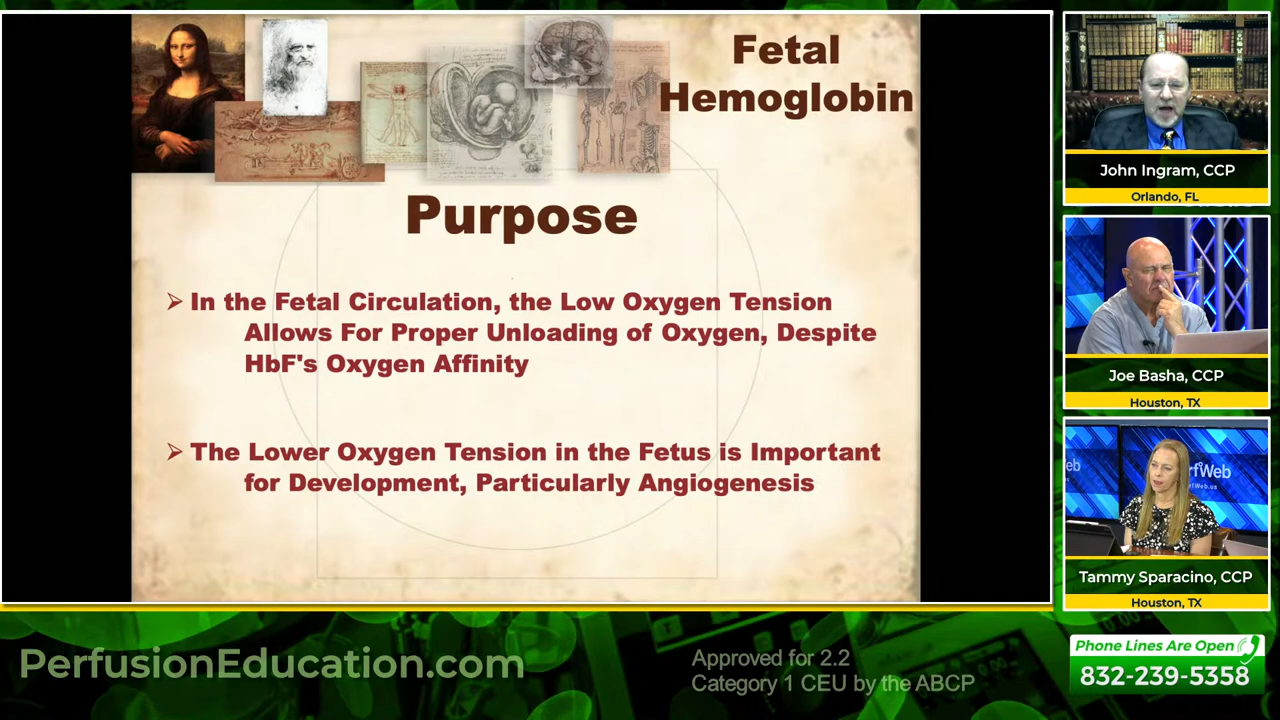 Fetal
Hemoglobin
Purpose
➢ In the Fetal Circulation, the Low Oxygen Tension
Allows For Proper Unloading of Oxygen, Despite
HbF's Oxygen Affinity
➢ The Lower Oxygen Tension in the Fetus is Important
for Development, Particularly Angiogenesis
John Ingram, CCP
Orlando, FL
Joe Basha, CCP
Houston, TX
rfWeb
rfWeb.us
Tammy Sparacino, CCP
Houston, TX
PerfusionEducation.com
Approved for 2.2
Category 1 CEU by the ABCP
Phone Lines Are Open
832-239-5358